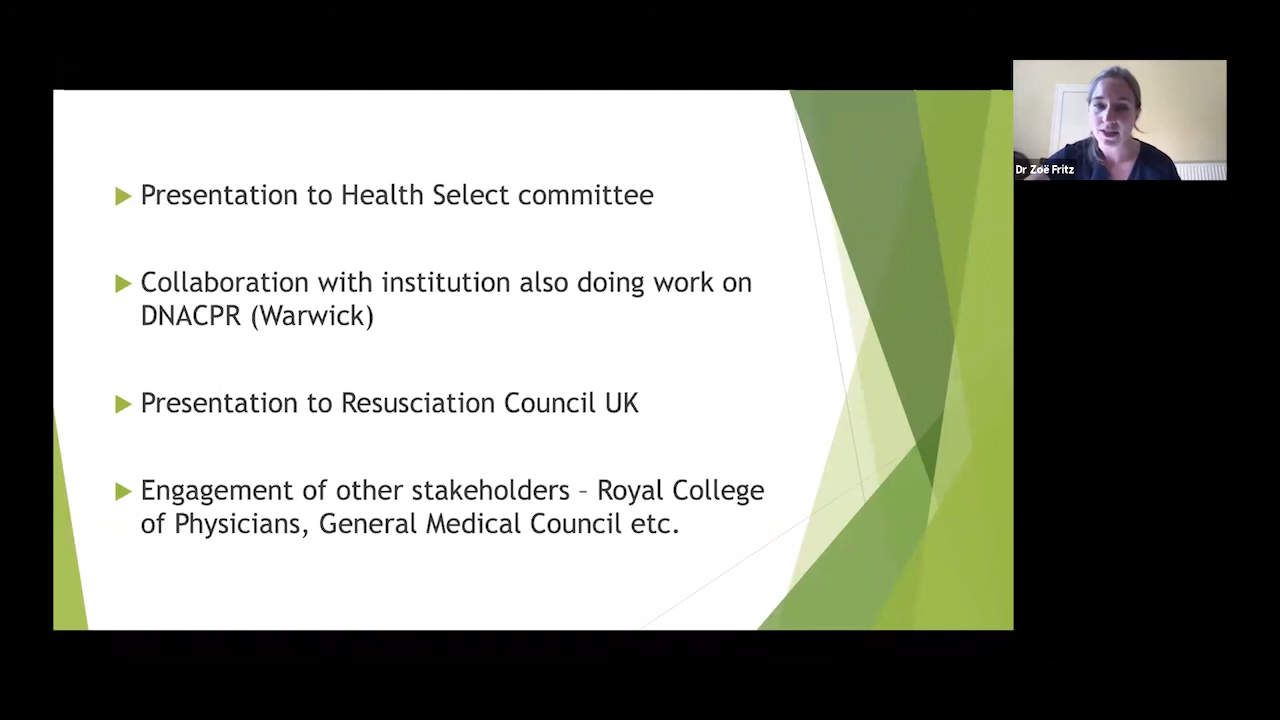 Presentation to Health Select committee
Collaboration with institution also doing work on
DNACPR (Warwick)
Presentation to Resusciation Council UK
Engagement of other stakeholders – Royal College
of Physicians, General Medical Council etc.
Dr Zoë Fritz